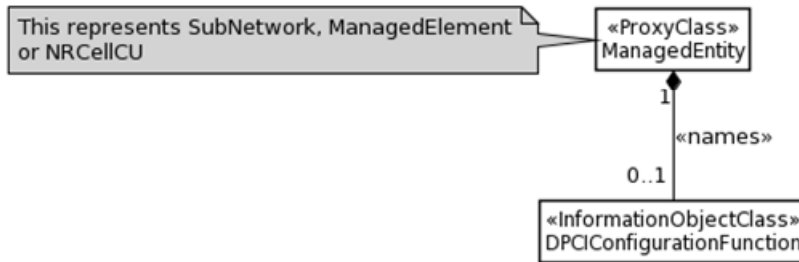 This represents SubNetwork, ManagedElement
or NRCellCU
«ProxyClass»
ManagedEntity
1
«names»
0..1
«InformationObjectClass»
DPCIConfigurationFunction